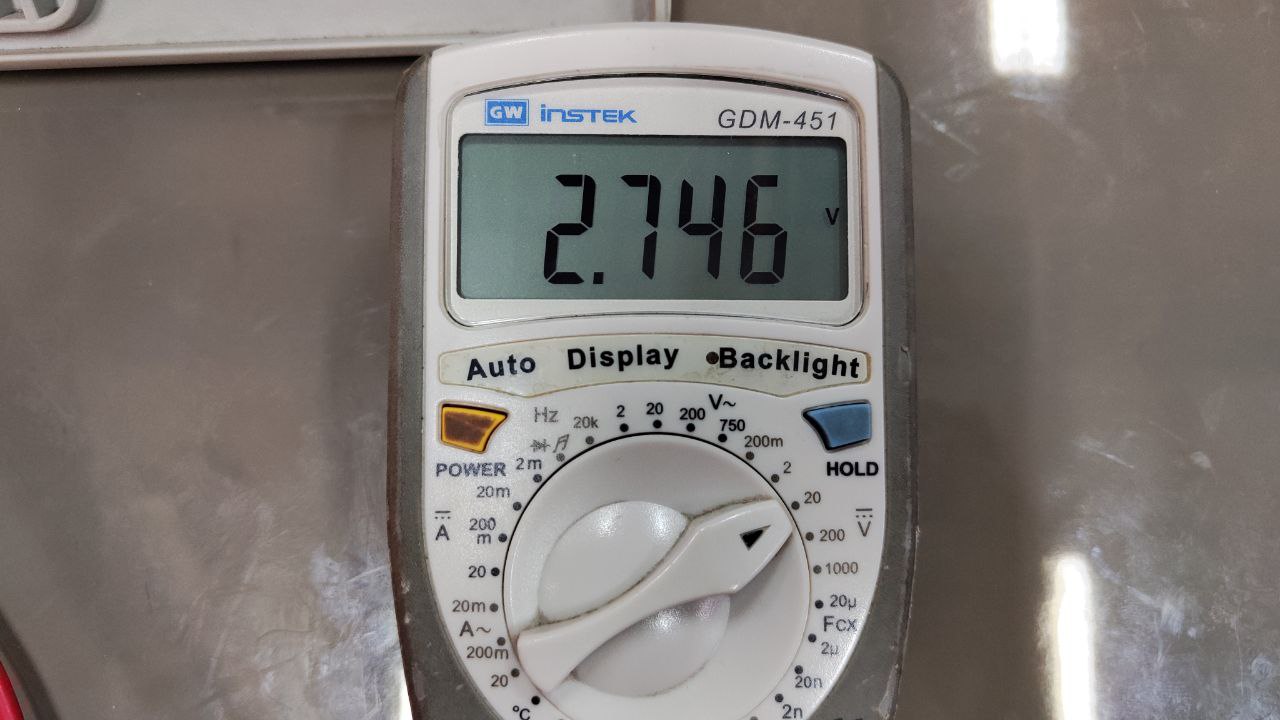 GW INSTEK GDM-451
2.746 V
Auto Display Backlight
POWER HOLD
Hz 20k 2 20 200 V~ 750
200m
2
20
200
1000
V
20µ
Fcx
2µ
20n
2n
2m
20m
A
200
m
20
20m
A~
200m
20
°C